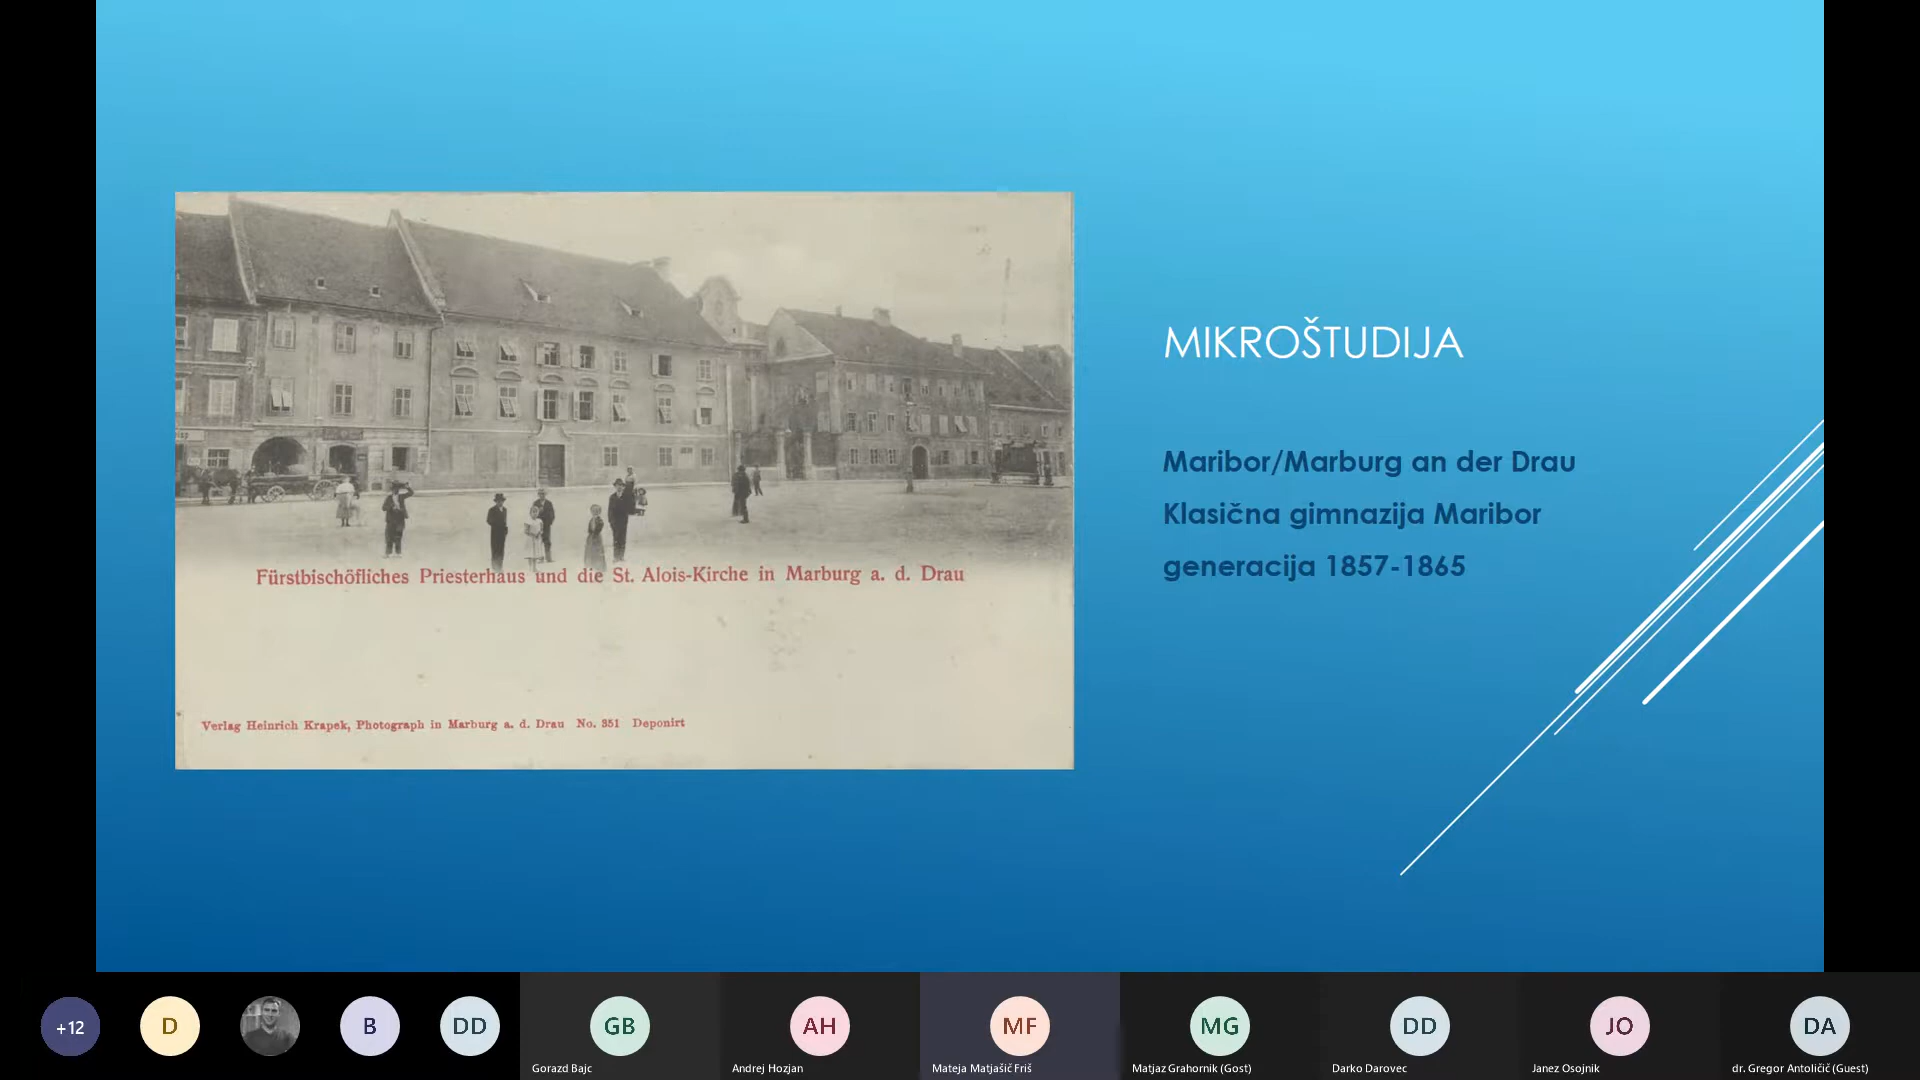 MIKROŠTUDIJA
Maribor/Marburg an der Drau
Klasična gimnazija Maribor
generacija 1857-1865
Fürstbischöfliches Priesterhaus und die St. Alois-Kirche in Marburg a. d. Drau
Verlag Heinrich Krapek, Photograph in Marburg a. d. Drau No. 351 Deponirt
+12
D
B
DD
GB
AH
MF
MG
DD
JO
DA
Gorazd Bajc
Andrej Hozjan
Mateja Matjašič Friš
Matjaz Grahornik (Gost)
Darko Darovec
Janez Osojnik
dr. Gregor Antoličič (Guest)